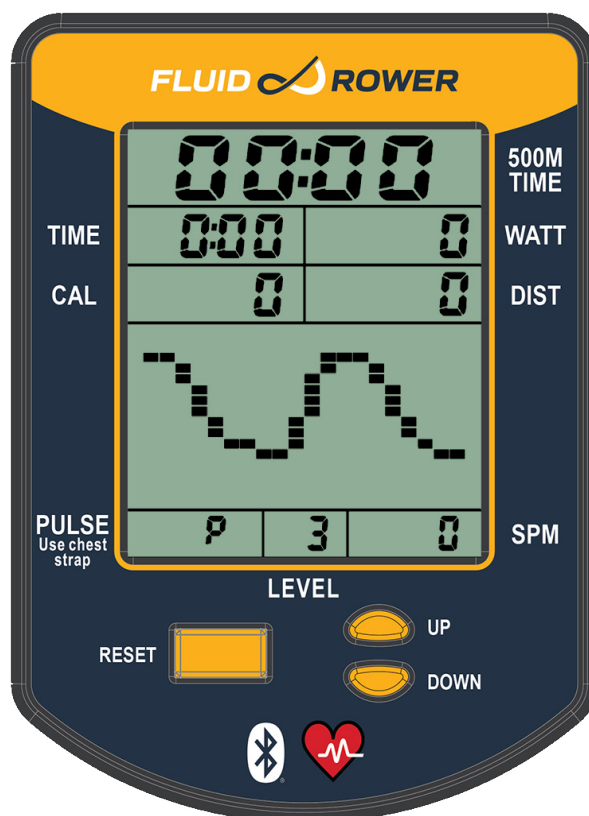 FLUID ROWER
00:00
500M
TIME
TIME 0:00 0 WATT
CAL 0 0 DIST
PULSE
Use chest
strap
P 3 0 SPM
LEVEL
RESET
UP
DOWN